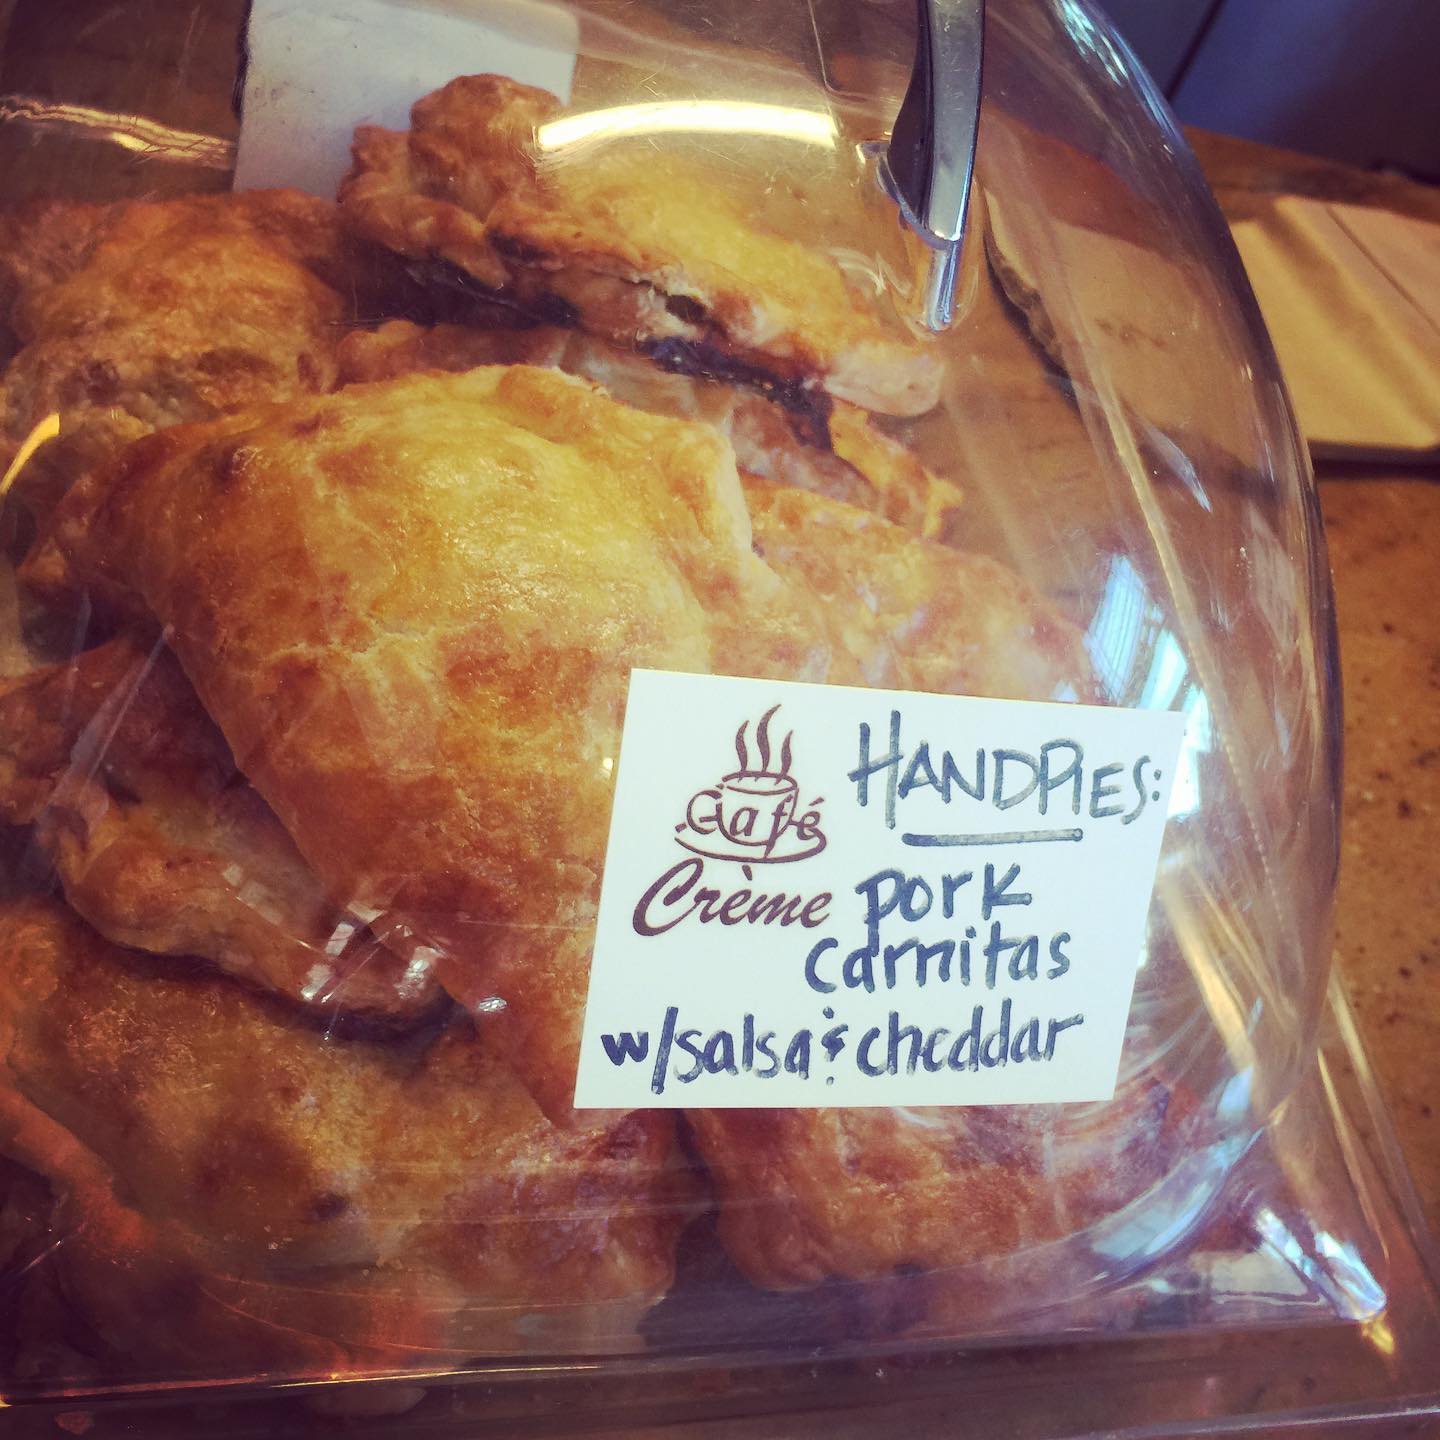 Café
Crème
HANDPIES:
pork
carnitas
w/salsa & cheddar